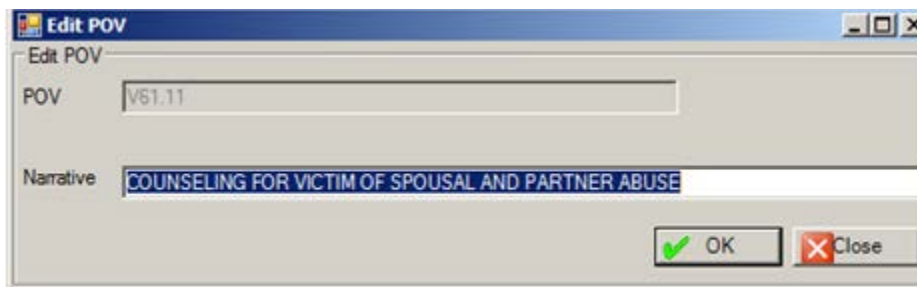 Edit POV
Edit POV
POV V61.11
Narrative COUNSELING FOR VICTIM OF SPOUSAL AND PARTNER ABUSE
OK Close